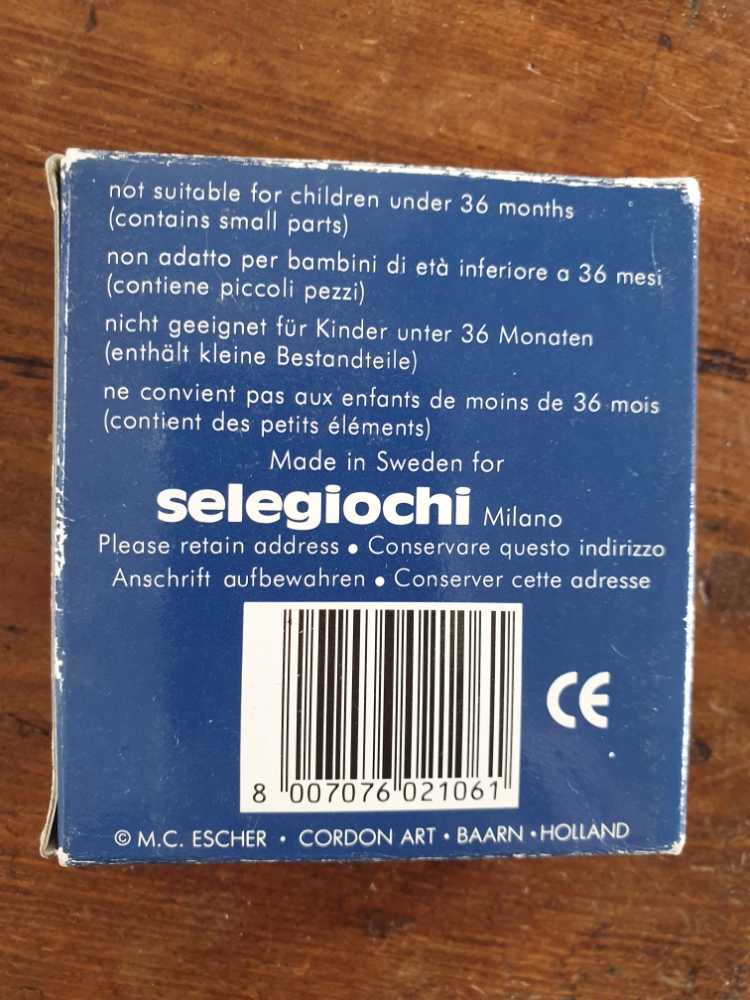 not suitable for children under 36 months
(contains small parts)
non adatto per bambini di età inferiore a 36 mesi
(contiene piccoli pezzi)
nicht geeignet für Kinder unter 36 Monaten
(enthält kleine Bestandteile)
ne convient pas aux enfants de moins de 36 mois
(contient des petits éléments)
Made in Sweden for
selegiochi Milano
Please retain address • Conservare questo indirizzo
Anschrift aufbewahren • Conserver cette adresse
CE
8 007076 021061
© M.C. ESCHER • CORDON ART • BAARN • HOLLAND